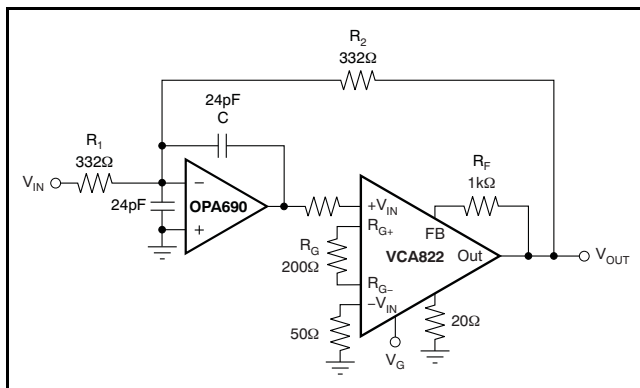 R2
332Ω
24pF
C
R1
332Ω
VIN
24pF
−
+
OPA690
RF
1kΩ
+VIN
RG+
FB
RG
200Ω
VCA822
Out
VOUT
RG−
−VIN
50Ω
20Ω
VG